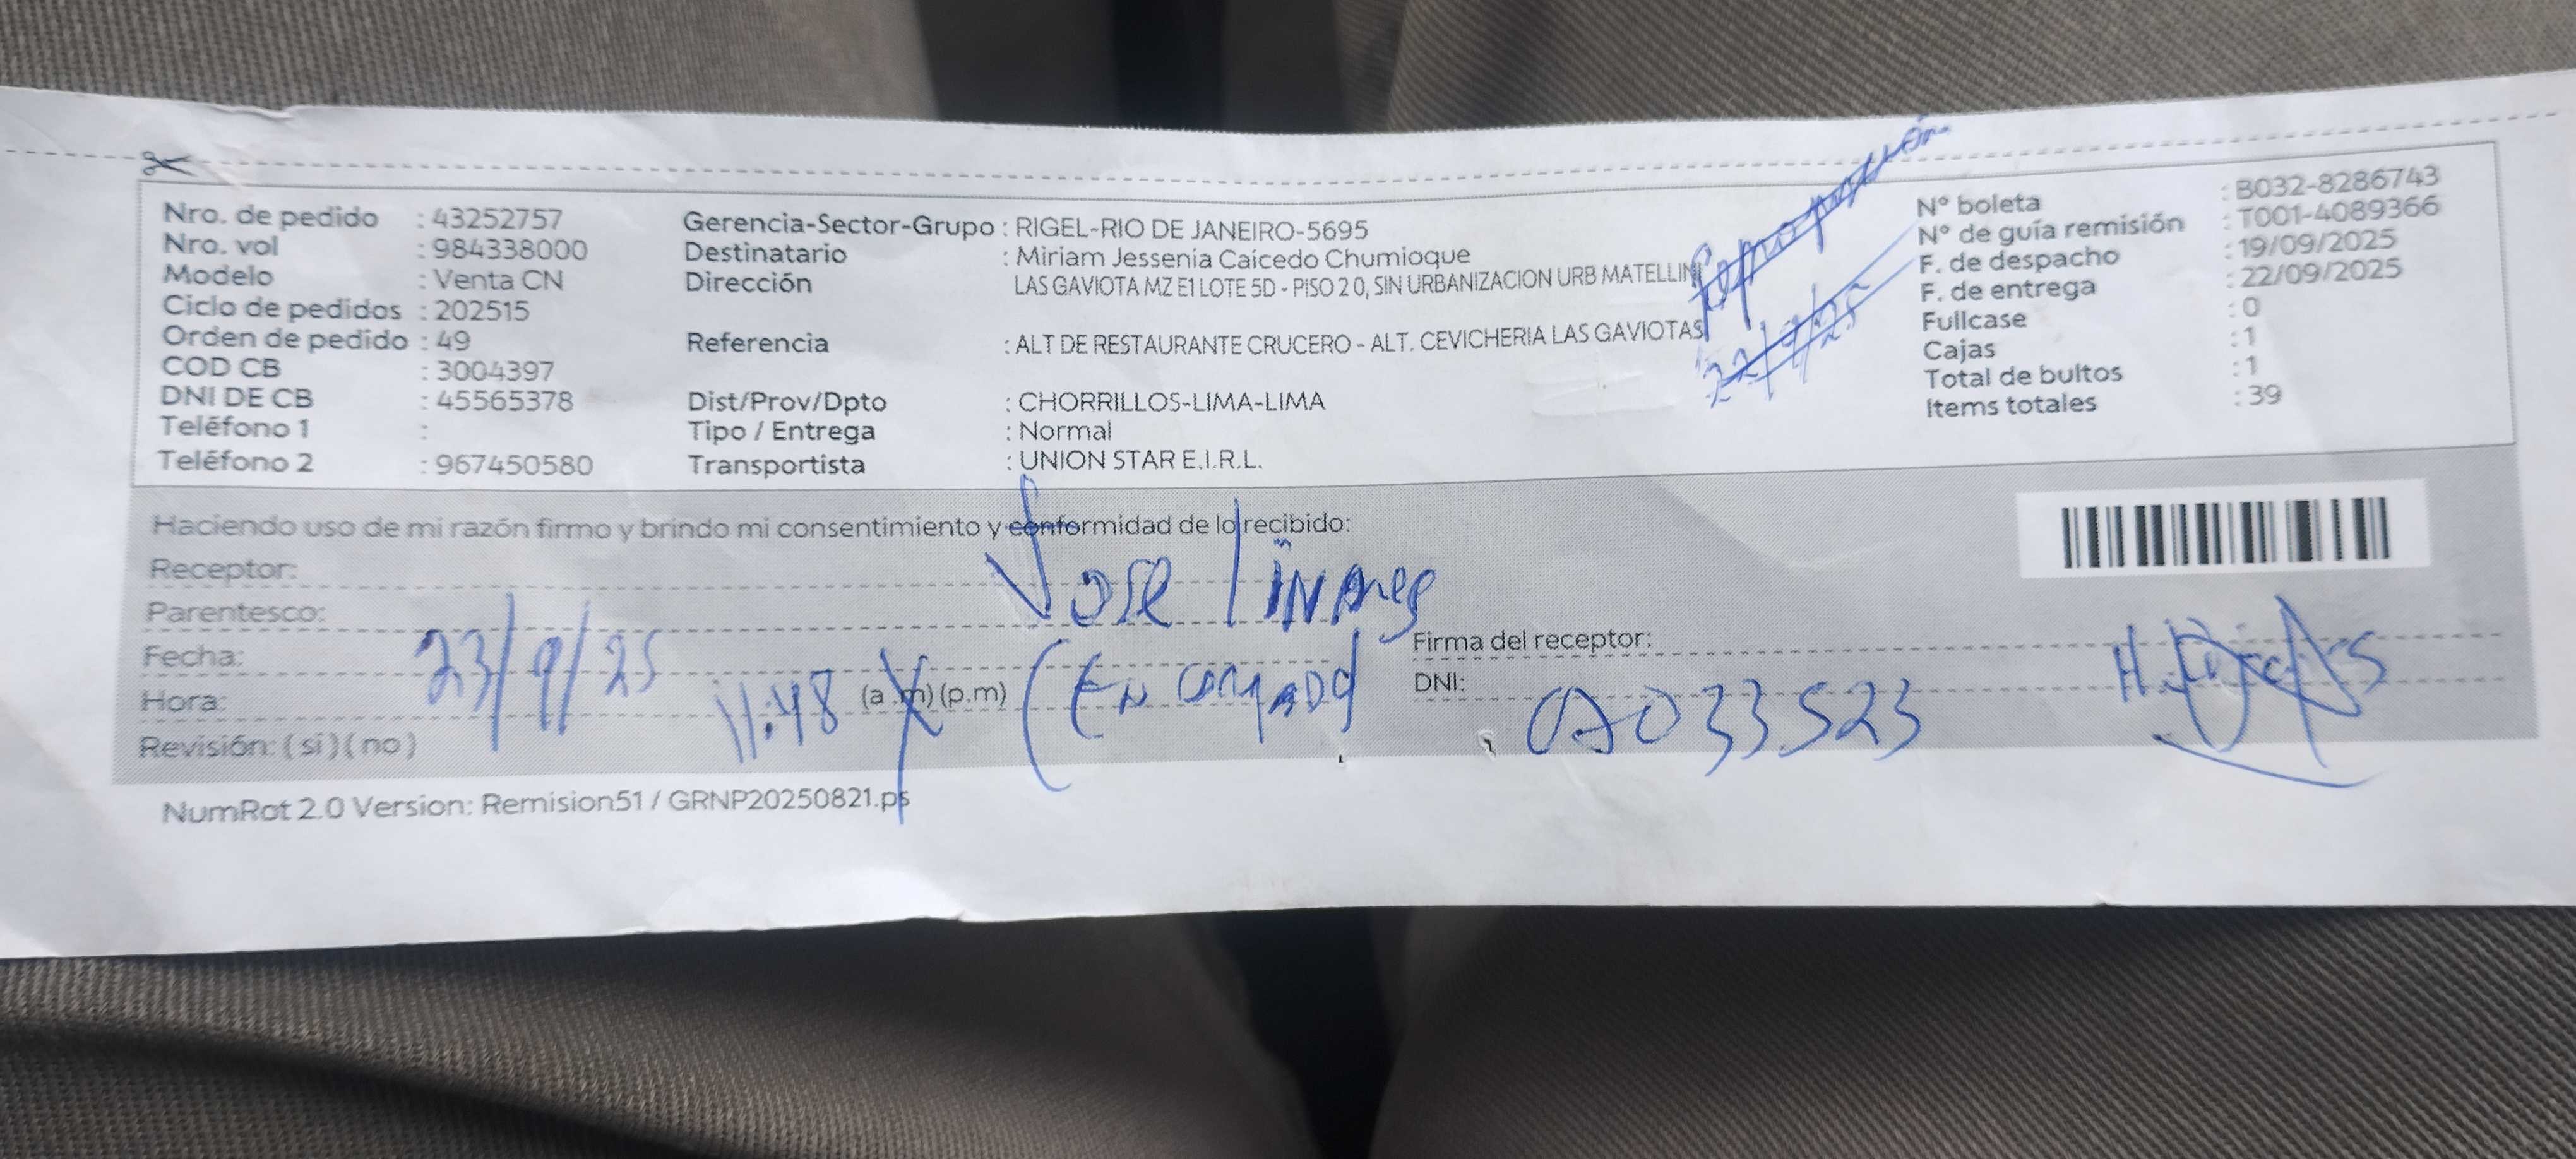 Nro. de pedido : 43252757
Nro. vol : 984338000
Modelo : Venta CN
Ciclo de pedidos : 202515
Orden de pedido : 49
COD CB : 3004397
DNI DE CB : 45565378
Teléfono 1 :
Teléfono 2 : 967450580
Gerencia-Sector-Grupo : RIGEL-RIO DE JANEIRO-5695
Destinatario : Miriam Jessenia Caicedo Chumioque
Dirección LAS GAVIOTA MZ E1 LOTE 5D - PISO 2 0, SIN URBANIZACION URB MATELLINI
Referencia : ALT DE RESTAURANTE CRUCERO - ALT. CEVICHERIA LAS GAVIOTAS
Dist/Prov/Dpto : CHORRILLOS-LIMA-LIMA
Tipo / Entrega : Normal
Transportista : UNION STAR E.I.R.L.
22/9/25
N° boleta : B032-8286743
N° de guía remisión : T001-4089366
F. de despacho : 19/09/2025
F. de entrega : 22/09/2025
Fullcase : 0
Cajas : 1
Total de bultos : 1
Items totales : 39
Haciendo uso de mi razón firmo y brindo mi consentimiento y conformidad de lo recibido:
Receptor: Jose Linares
Parentesco:
Fecha: 23/9/25
Hora: 11:48 (a.m) (p.m)
Revisión: ( si ) ( no )
Firma del receptor:
DNI:
NumRot 2.0 Version: Remision51 / GRNP20250821.ps